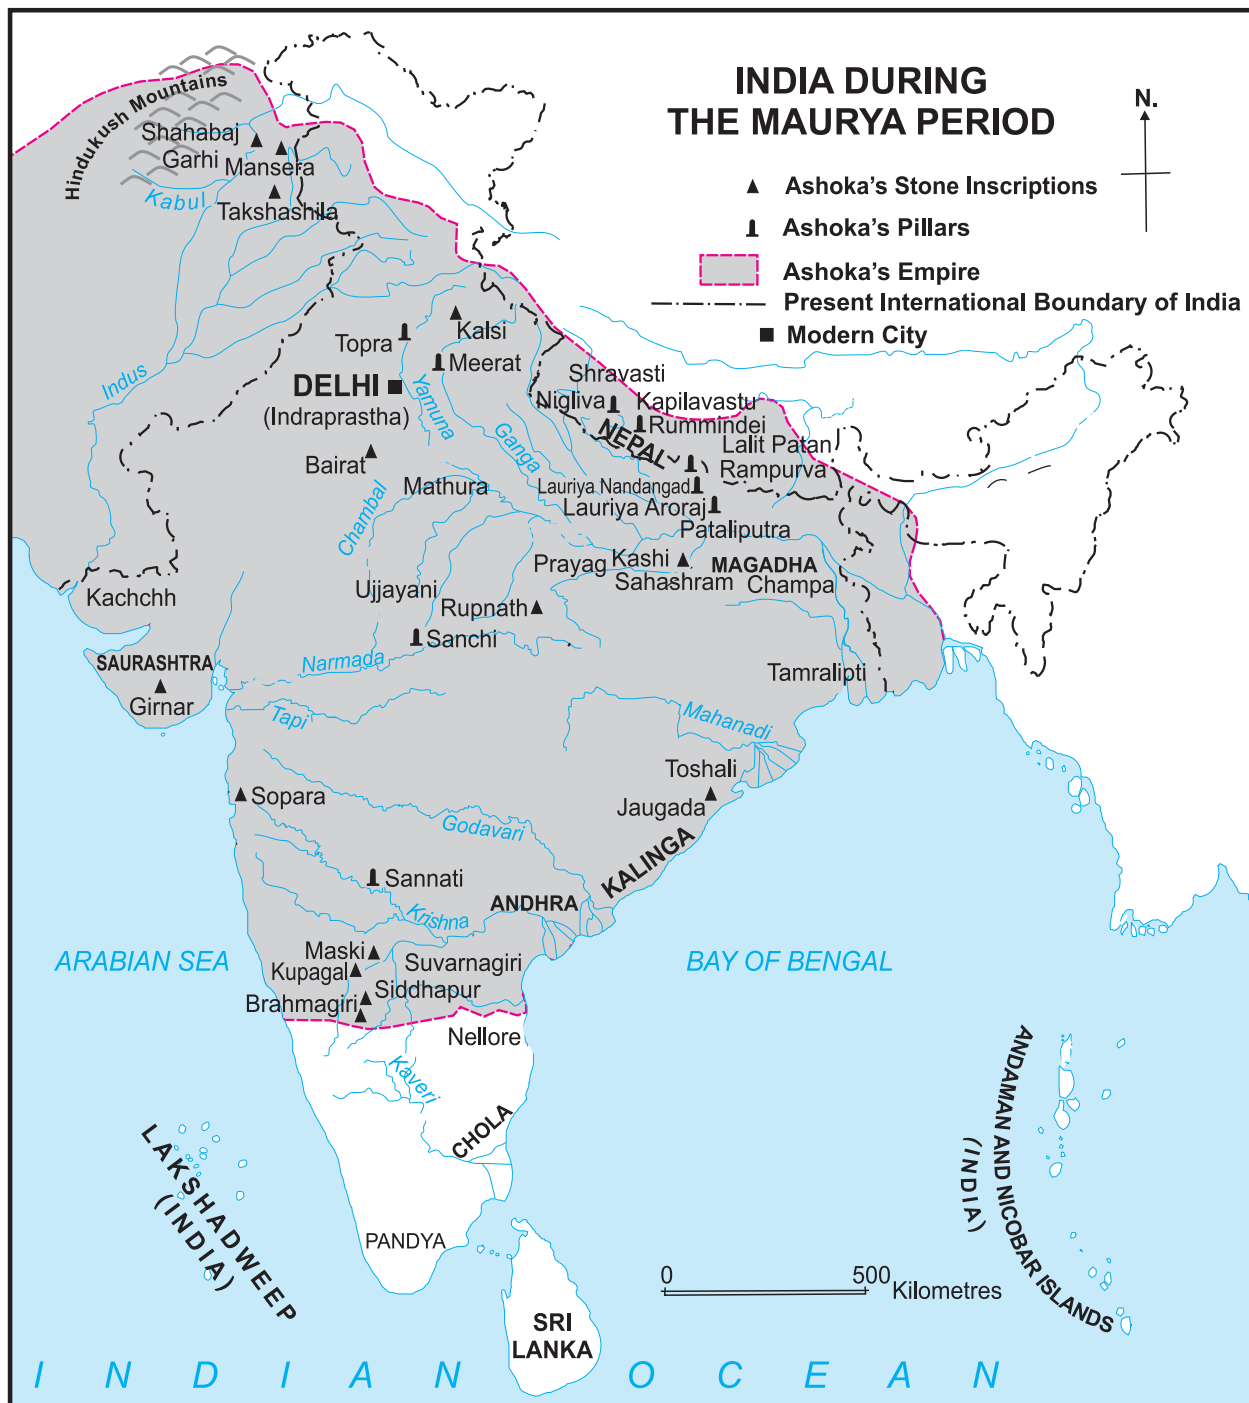 INDIA DURING
THE MAURYA PERIOD
N.
Ashoka's Stone Inscriptions
Ashoka's Pillars
Ashoka's Empire
Present International Boundary of India
Modern City
Hindukush Mountains
Shahabaj
Garhi
Mansera
Kabul
Takshashila
Kalsi
Topra
Meerat
Indus
DELHI
(Indraprastha)
Yamuna
Shravasti
Nigliva
Kapilavastu
Rummindei
NEPAL
Lalit Patan
Rampurva
Ganga
Bairat
Mathura
Lauriya Nandangad
Lauriya Aroraj
Chambal
Pataliputra
Prayag
Kashi
MAGADHA
Sahashram
Champa
Kachchh
Ujjayani
Rupnath
Sanchi
SAURASHTRA
Narmada
Tamralipti
Girnar
Tapi
Mahanadi
Toshali
Sopara
Jaugada
Godavari
KALINGA
Sannati
ANDHRA
Krishna
ARABIAN SEA
Maski
Suvarnagiri
BAY OF BENGAL
Kupagal
Siddhapur
Brahmagiri
Nellore
Kaveri
CHOLA
LAKSHADWEEP
(INDIA)
ANDAMAN AND NICOBAR ISLANDS
(INDIA)
PANDYA
0 500
Kilometres
SRI
LANKA
INDIAN OCEAN